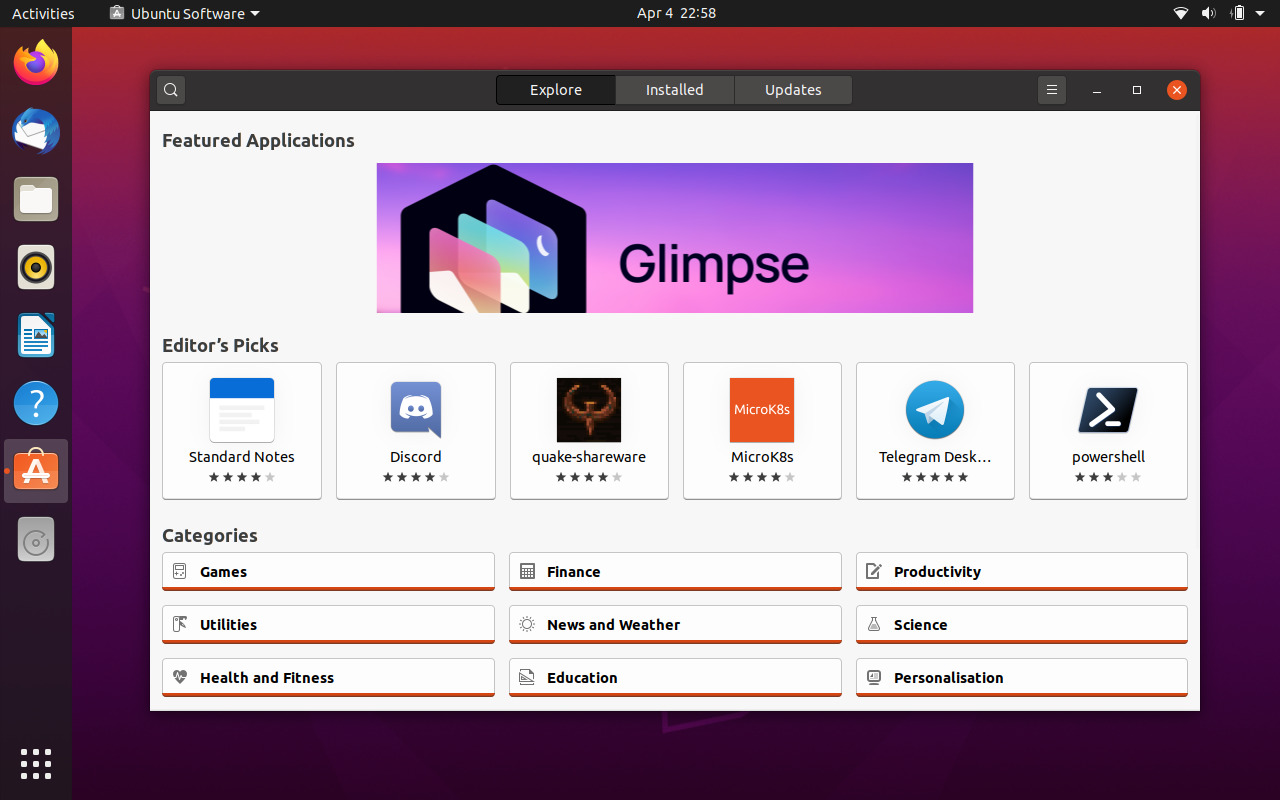 Activities
Ubuntu Software
Apr 4 22:58
Explore
Installed
Updates
Featured Applications
Glimpse
Editor’s Picks
MicroK8s
Standard Notes
Discord
quake-shareware
MicroK8s
Telegram Desk…
powershell
Categories
Games
Finance
Productivity
Utilities
News and Weather
Science
Health and Fitness
Education
Personalisation